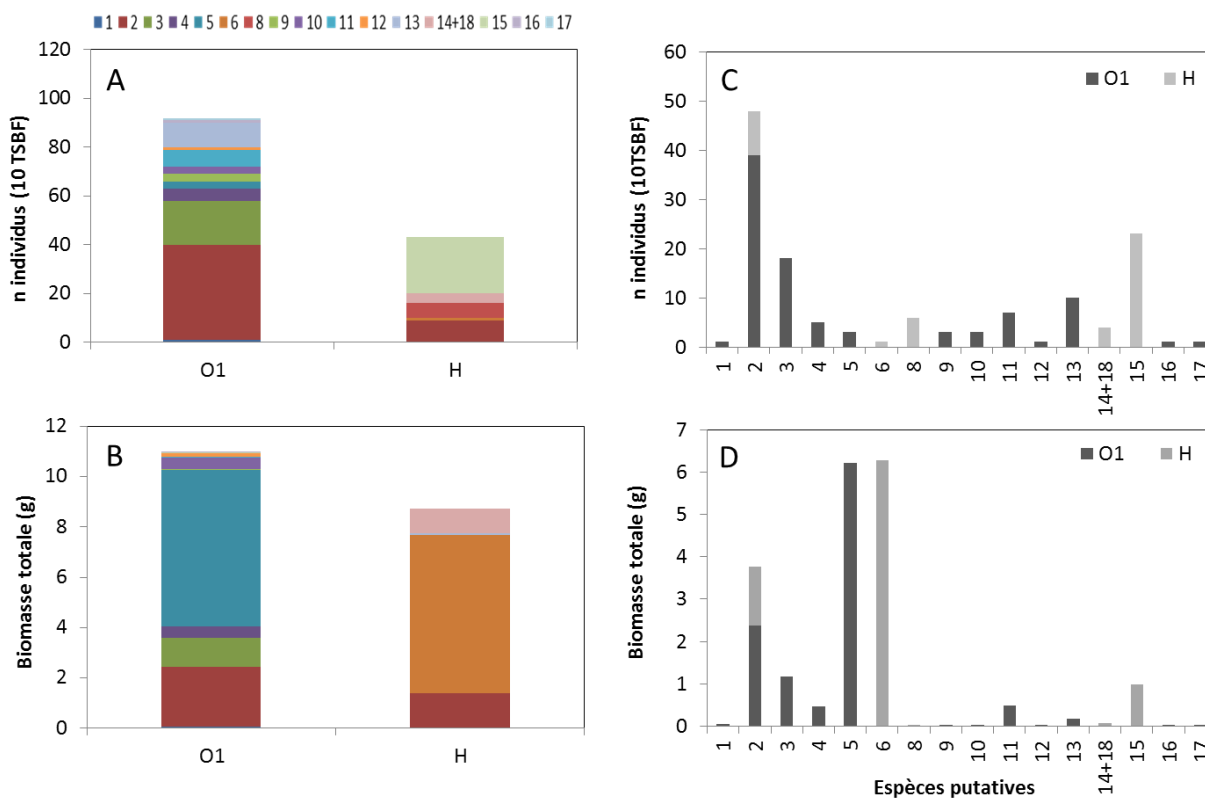 1 2 3 4 5 6 8 9 10 11 12 13 14+18 15 16 17
A
n individus (10 TSBF)
120
100
80
60
40
20
0
O1 H
C
O1 H
n individus (10TSBF)
60
50
40
30
20
10
0
1 2 3 4 5 6 8 9 10 11 12 13 14+18 15 16 17
B
Biomasse totale (g)
12
10
8
6
4
2
0
O1 H
D
O1 H
Biomasse totale (g)
7
6
5
4
3
2
1
0
1 2 3 4 5 6 8 9 10 11 12 13 14+18 15 16 17
Espèces putatives